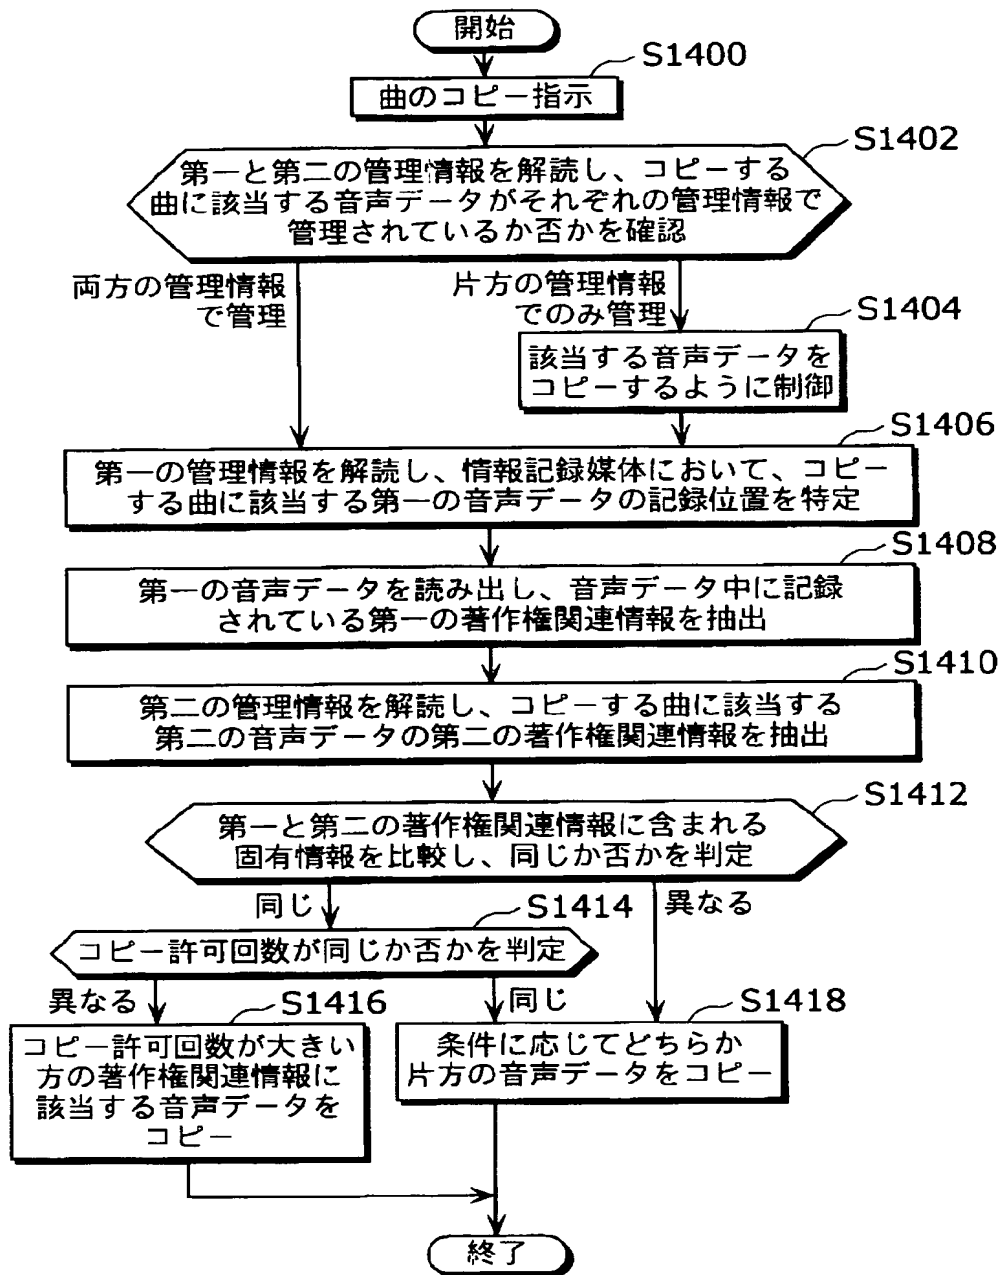 開始
S1400
曲のコピー指示
S1402
第一と第二の管理情報を解読し、コピーする
曲に該当する音声データがそれぞれの管理情報で
管理されているか否かを確認
両方の管理情報
で管理
片方の管理情報
でのみ管理
S1404
該当する音声データを
コピーするように制御
S1406
第一の管理情報を解読し、情報記録媒体において、コピー
する曲に該当する第一の音声データの記録位置を特定
S1408
第一の音声データを読み出し、音声データ中に記録
されている第一の著作権関連情報を抽出
S1410
第二の管理情報を解読し、コピーする曲に該当する
第二の音声データの第二の著作権関連情報を抽出
S1412
第一と第二の著作権関連情報に含まれる
固有情報を比較し、同じか否かを判定
同じ
異なる
S1414
コピー許可回数が同じか否かを判定
異なる
同じ
S1416
コピー許可回数が大きい
方の著作権関連情報に
該当する音声データを
コピー
S1418
条件に応じてどちらか
片方の音声データをコピー
終了